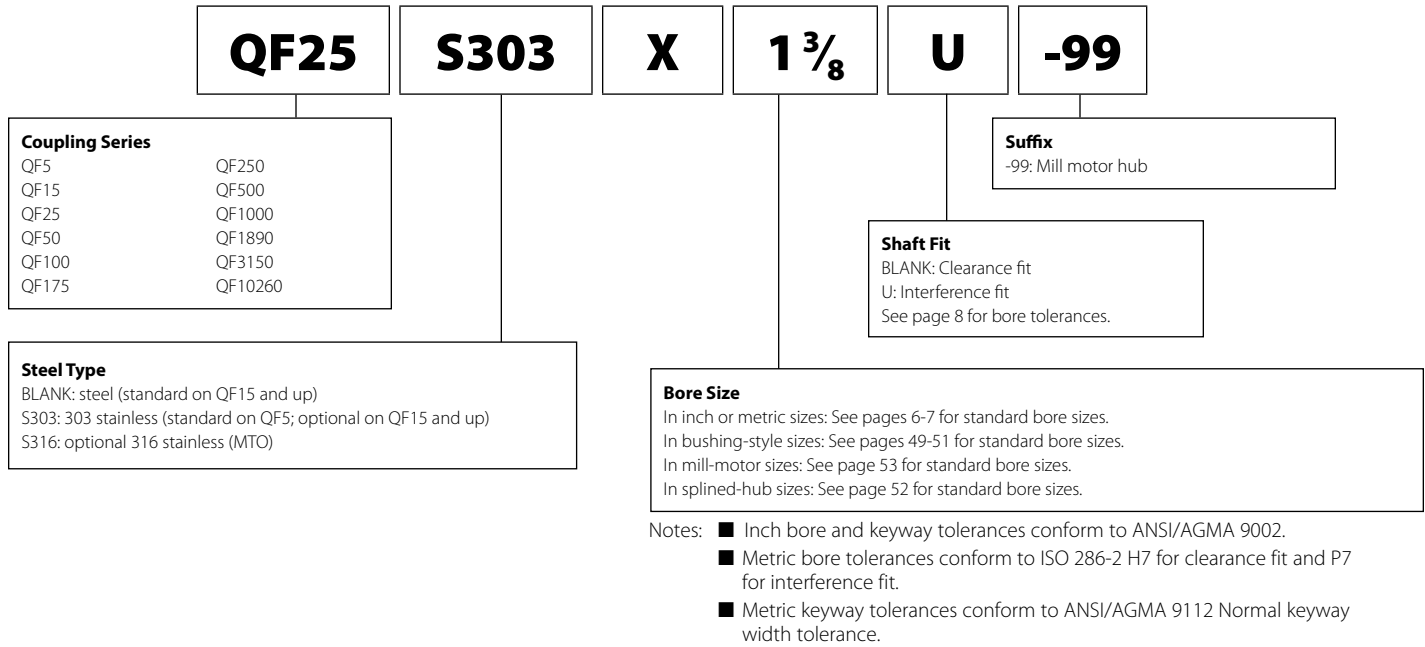 QF25 S303 X 1 3/8 U -99
Coupling Series
QF5 QF250
QF15 QF500
QF25 QF1000
QF50 QF1890
QF100 QF3150
QF175 QF10260
Suffix
-99: Mill motor hub
Shaft Fit
BLANK: Clearance fit
U: Interference fit
See page 8 for bore tolerances.
Steel Type
BLANK: steel (standard on QF15 and up)
S303: 303 stainless (standard on QF5; optional on QF15 and up)
S316: optional 316 stainless (MTO)
Bore Size
In inch or metric sizes: See pages 6-7 for standard bore sizes.
In bushing-style sizes: See pages 49-51 for standard bore sizes.
In mill-motor sizes: See page 53 for standard bore sizes.
In splined-hub sizes: See page 52 for standard bore sizes.
Notes: ■ Inch bore and keyway tolerances conform to ANSI/AGMA 9002.
■ Metric bore tolerances conform to ISO 286-2 H7 for clearance fit and P7
for interference fit.
■ Metric keyway tolerances conform to ANSI/AGMA 9112 Normal keyway
width tolerance.